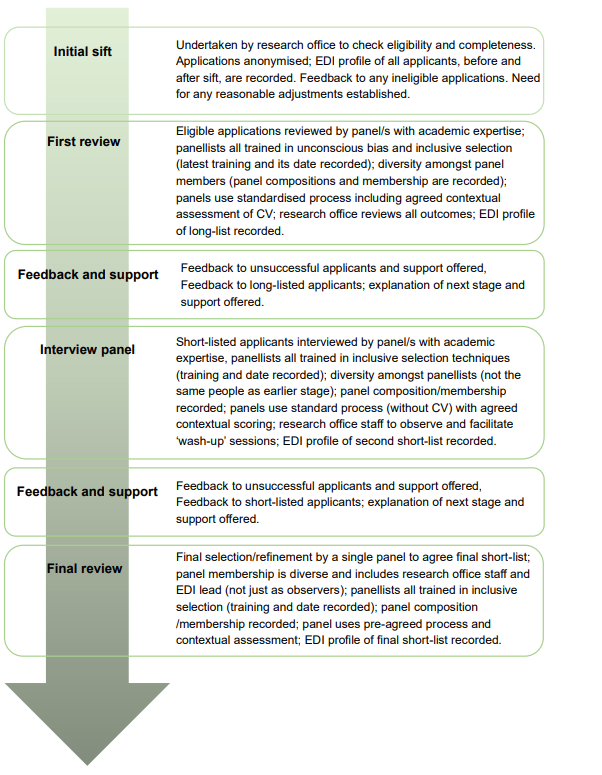 Initial sift
Undertaken by research office to check eligibility and completeness.
Applications anonymised; EDI profile of all applicants, before and
after sift, are recorded. Feedback to any ineligible applications. Need
for any reasonable adjustments established.
First review
Eligible applications reviewed by panel/s with academic expertise;
panellists all trained in unconscious bias and inclusive selection
(latest training and its date recorded); diversity amongst panel
members (panel compositions and membership are recorded);
panels use standardised process including agreed contextual
assessment of CV; research office reviews all outcomes; EDI profile
of long-list recorded.
Feedback and support
Feedback to unsuccessful applicants and support offered,
Feedback to long-listed applicants; explanation of next stage and
support offered.
Interview panel
Short-listed applicants interviewed by panel/s with academic
expertise, panellists all trained in inclusive selection techniques
(training and date recorded); diversity amongst panellists (not the
same people as earlier stage); panel composition/membership
recorded; panels use standard process (without CV) with agreed
contextual scoring; research office staff to observe and facilitate
‘wash-up’ sessions; EDI profile of second short-list recorded.
Feedback and support
Feedback to unsuccessful applicants and support offered,
Feedback to short-listed applicants; explanation of next stage and
support offered.
Final review
Final selection/refinement by a single panel to agree final short-list;
panel membership is diverse and includes research office staff and
EDI lead (not just as observers); panellists all trained in inclusive
selection (training and date recorded); panel composition
/membership recorded; panel uses pre-agreed process and
contextual assessment; EDI profile of final short-list recorded.